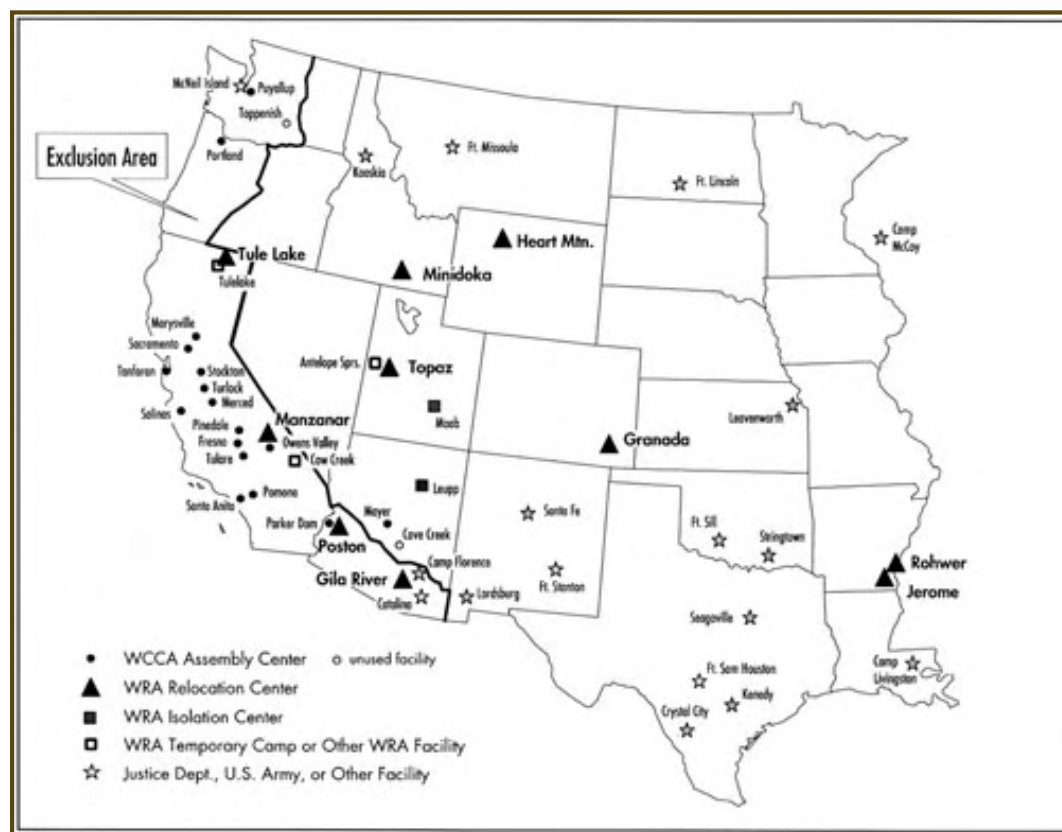 McNeil Island
Puyallup
Toppenish
Exclusion Area
Portland
Kooskia
Ft. Missoula
Ft. Lincoln
Camp
McCoy
Tule Lake
Tulelake
Minidoka
Heart Mtn.
Marysville
Sacramento
Tanforan
Stockton
Turlock
Merced
Salinas
Pinedale
Fresno
Tulare
Manzanar
Owens Valley
Cow Creek
Antelope Sprs.
Topaz
Moab
Granada
Leavenworth
Santa Anita
Pomona
Parker Dam
Poston
Mayer
Leupp
Cave Creek
Camp Florence
Gila River
Catalina
Lordsburg
Santa Fe
Ft. Stanton
Ft. Sill
Stringtown
Rohwer
Jerome
Seagoville
Ft. Sam Houston
Kenedy
Crystal City
Camp
Livingston
WCCA Assembly Center unused facility
WRA Relocation Center
WRA Isolation Center
WRA Temporary Camp or Other WRA Facility
Justice Dept., U.S. Army, or Other Facility